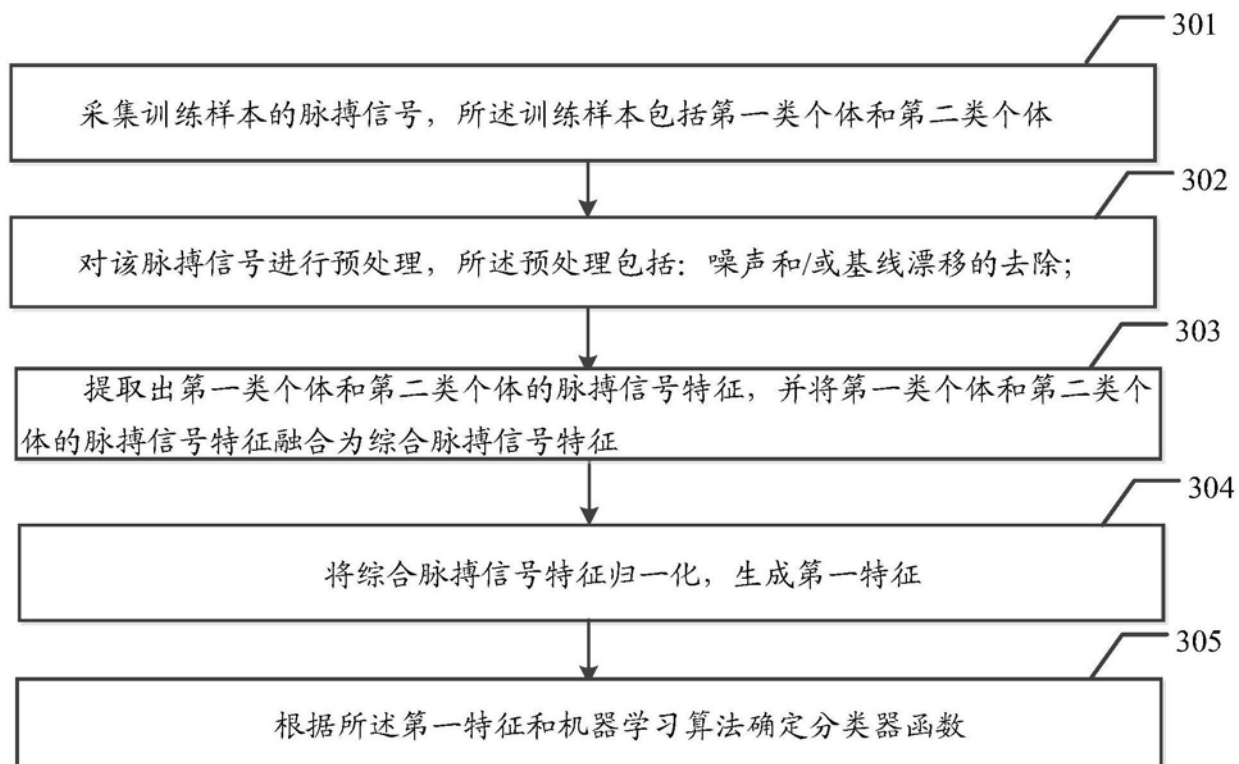 301
采集训练样本的脉搏信号，所述训练样本包括第一类个体和第二类个体
302
对该脉搏信号进行预处理，所述预处理包括：噪声和/或基线漂移的去除；
303
提取出第一类个体和第二类个体的脉搏信号特征，并将第一类个体和第二类个
体的脉搏信号特征融合为综合脉搏信号特征
304
将综合脉搏信号特征归一化，生成第一特征
305
根据所述第一特征和机器学习算法确定分类器函数